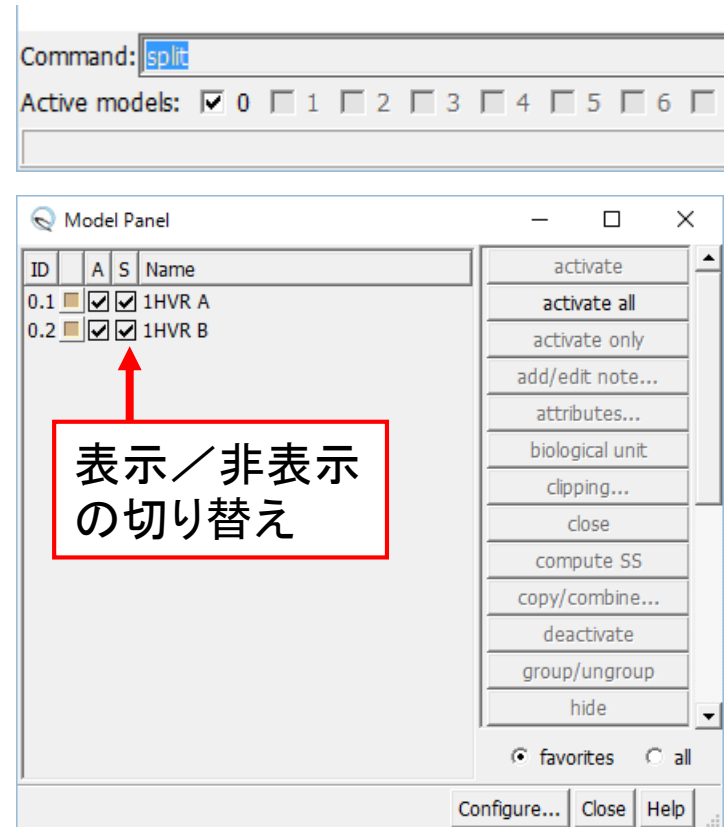 Command: split
Active models: 0 1 2 3 4 5 6
Model Panel
ID A S Name
0.1 1HVR A
0.2 1HVR B
表示／非表示
の切り替え
activate
activate all
activate only
add/edit note...
attributes...
biological unit
clipping...
close
compute SS
copy/combine...
deactivate
group/ungroup
hide
favorites all
Configure... Close Help